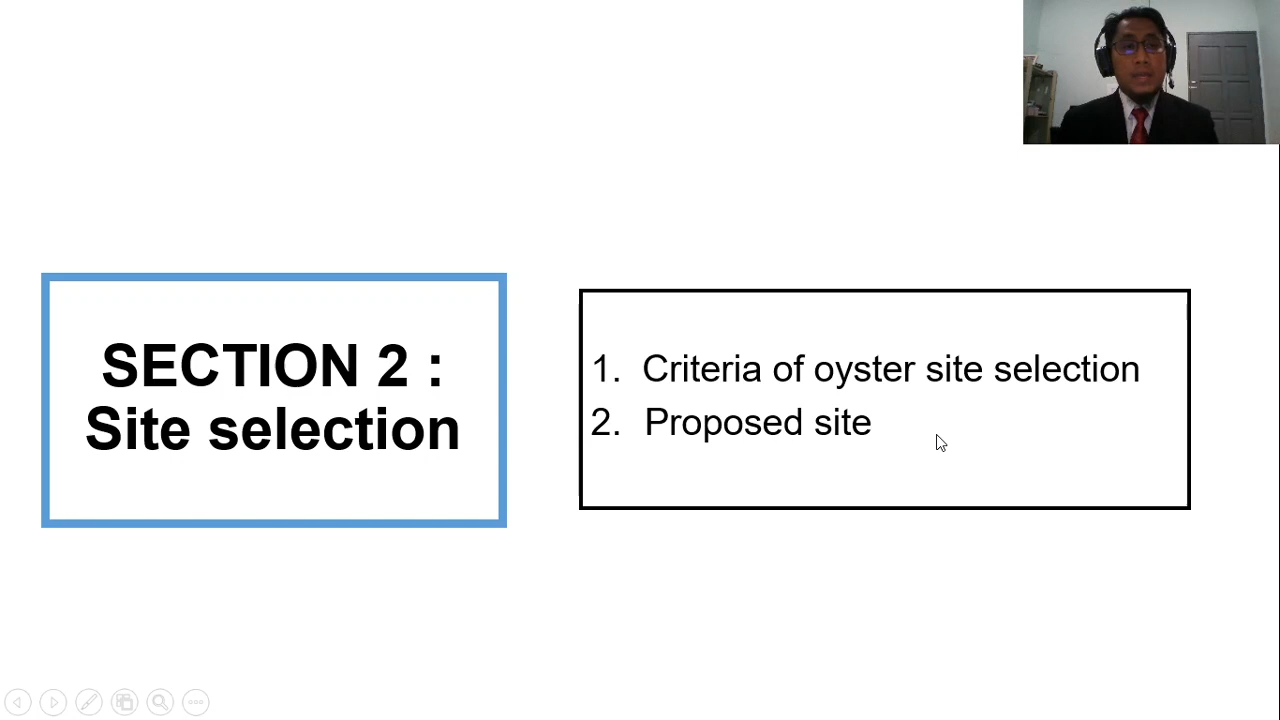 SECTION 2 :
Site selection
1. Criteria of oyster site selection
2. Proposed site